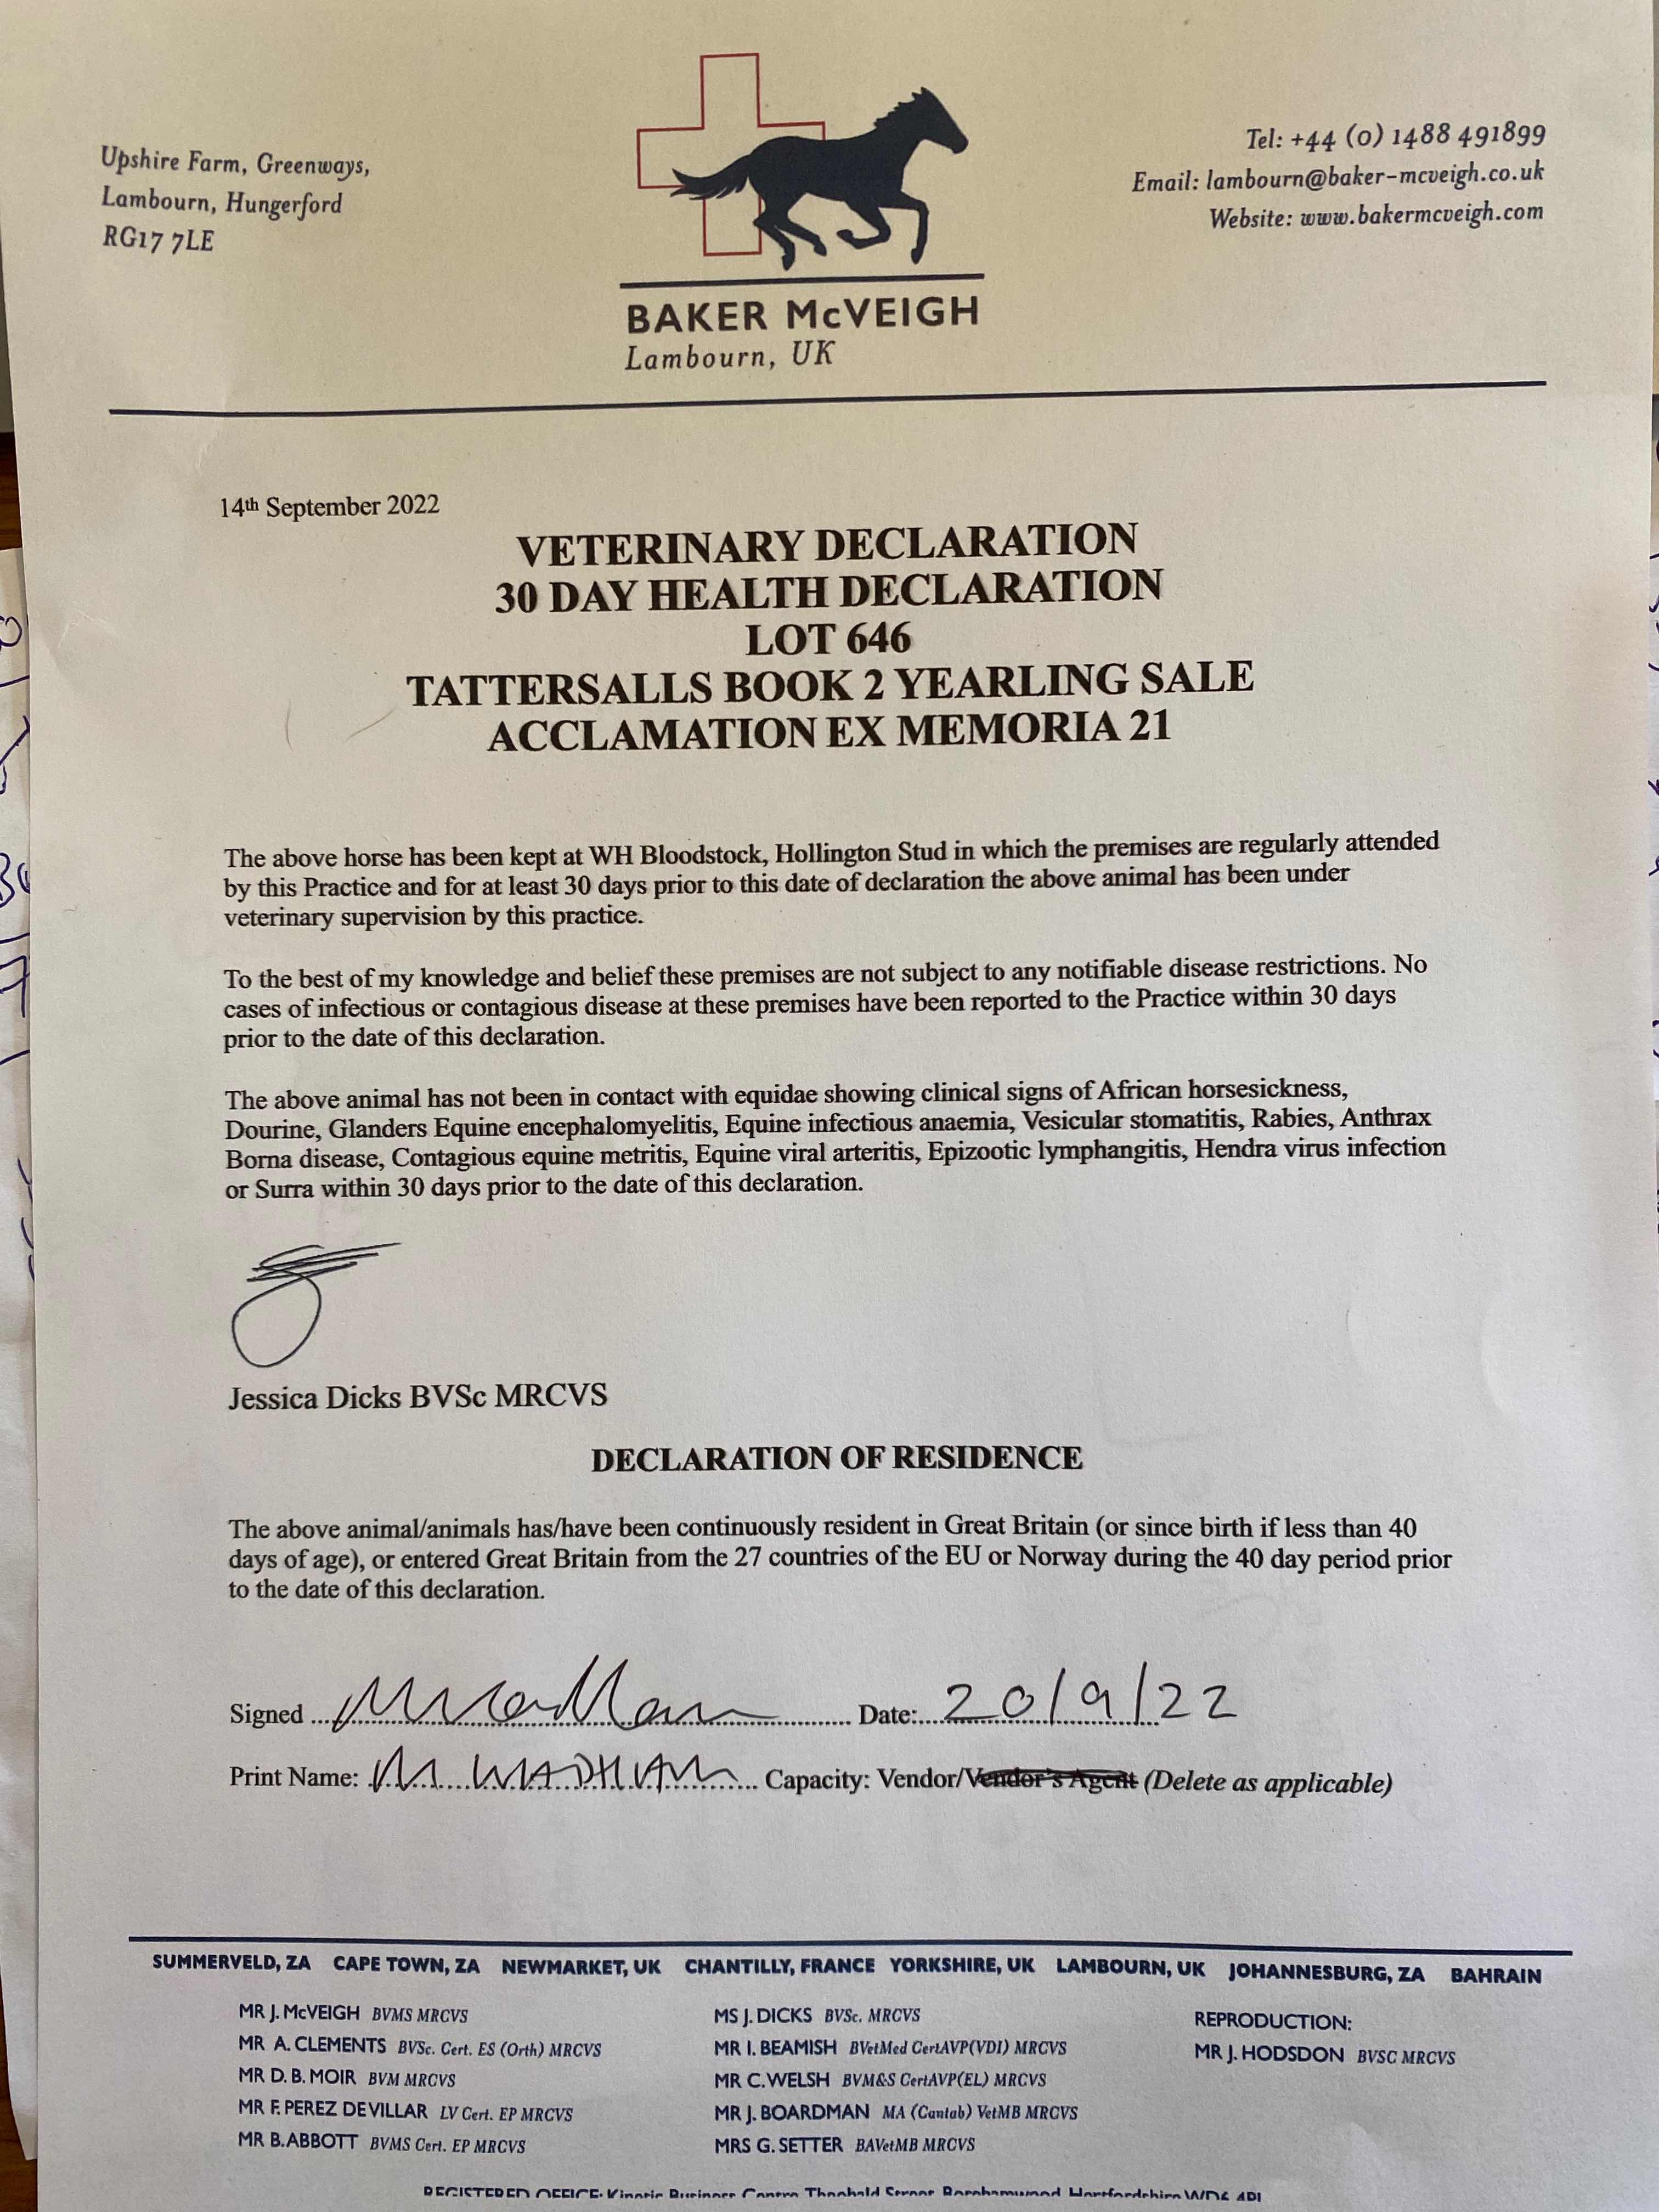 Upshire Farm, Greenways,
Lambourn, Hungerford
RG17 7LE
Tel: +44 (0) 1488 491899
Email: lambourn@baker-mcveigh.co.uk
Website: www.bakermcveigh.com
BAKER McVEIGH
Lambourn, UK
14th September 2022
VETERINARY DECLARATION
30 DAY HEALTH DECLARATION
LOT 646
TATTERSALLS BOOK 2 YEARLING SALE
ACCLAMATION EX MEMORIA 21
The above horse has been kept at WH Bloodstock, Hollington Stud in which the premises are regularly attended
by this Practice and for at least 30 days prior to this date of declaration the above animal has been under
veterinary supervision by this practice.
To the best of my knowledge and belief these premises are not subject to any notifiable disease restrictions. No
cases of infectious or contagious disease at these premises have been reported to the Practice within 30 days
prior to the date of this declaration.
The above animal has not been in contact with equidae showing clinical signs of African horsesickness,
Dourine, Glanders Equine encephalomyelitis, Equine infectious anaemia, Vesicular stomatitis, Rabies, Anthrax
Borna disease, Contagious equine metritis, Equine viral arteritis, Epizootic lymphangitis, Hendra virus infection
or Surra within 30 days prior to the date of this declaration.
Jessica Dicks BVSc MRCVS
DECLARATION OF RESIDENCE
The above animal/animals has/have been continuously resident in Great Britain (or since birth if less than 40
days of age), or entered Great Britain from the 27 countries of the EU or Norway during the 40 day period prior
to the date of this declaration.
Signed Date: 20/9/22
Print Name: M WADHAM Capacity: Vendor/Vendor's Agent (Delete as applicable)
SUMMERVELD, ZA CAPE TOWN, ZA NEWMARKET, UK CHANTILLY, FRANCE YORKSHIRE, UK LAMBOURN, UK JOHANNESBURG, ZA BAHRAIN
MR J. McVEIGH BVMS MRCVS
MR A. CLEMENTS BVSc. Cert. ES (Orth) MRCVS
MR D. B. MOIR BVM MRCVS
MR F. PEREZ DE VILLAR LV Cert. EP MRCVS
MR B. ABBOTT BVMS Cert. EP MRCVS
MS J. DICKS BVSc. MRCVS
MR I. BEAMISH BVetMed CertAVP(VDI) MRCVS
MR C. WELSH BVM&S CertAVP(EL) MRCVS
MR J. BOARDMAN MA (Cantab) VetMB MRCVS
MRS G. SETTER BAVetMB MRCVS
REPRODUCTION:
MR J. HODSDON BVSC MRCVS
REGISTERED OFFICE: Kinetic Business Centre Theobald Street Borehamwood Hertfordshire WD6 4PJ